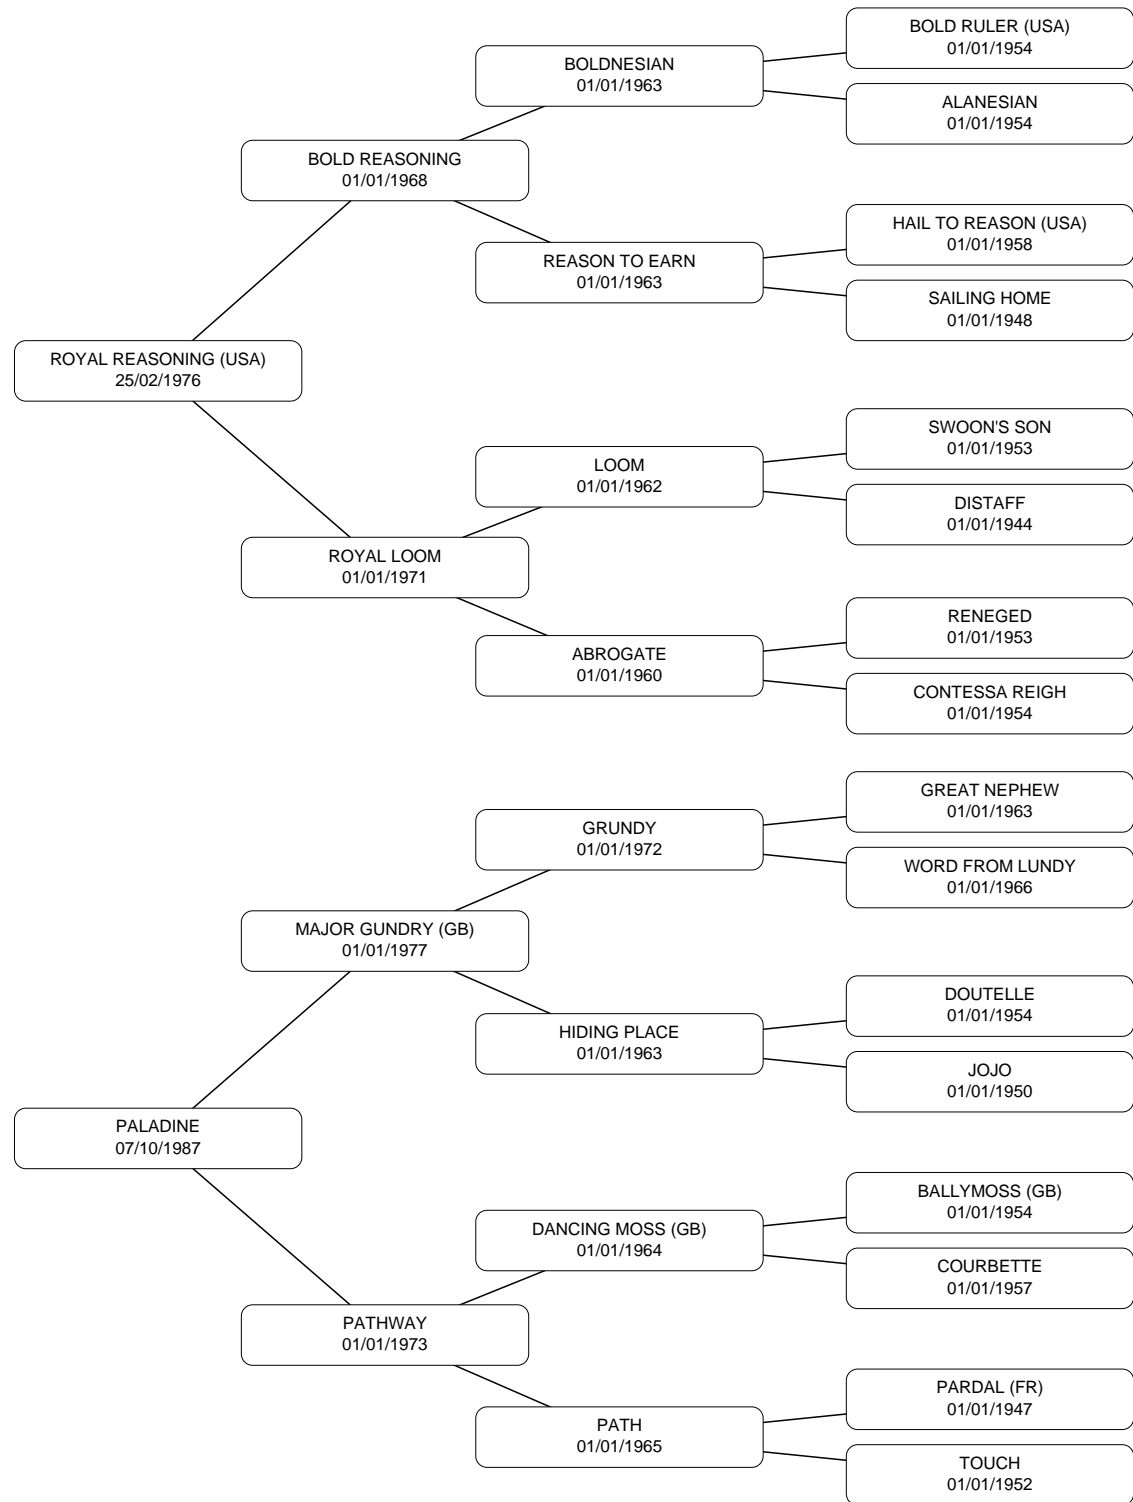 BOLD RULER (USA)
01/01/1954
BOLDNESIAN
01/01/1963
ALANESIAN
01/01/1954
BOLD REASONING
01/01/1968
HAIL TO REASON (USA)
01/01/1958
REASON TO EARN
01/01/1963
SAILING HOME
01/01/1948
ROYAL REASONING (USA)
25/02/1976
SWOON'S SON
01/01/1953
LOOM
01/01/1962
DISTAFF
01/01/1944
ROYAL LOOM
01/01/1971
RENEGED
01/01/1953
ABROGATE
01/01/1960
CONTESSA REIGH
01/01/1954
GREAT NEPHEW
01/01/1963
GRUNDY
01/01/1972
WORD FROM LUNDY
01/01/1966
MAJOR GUNDRY (GB)
01/01/1977
DOUTELLE
01/01/1954
HIDING PLACE
01/01/1963
JOJO
01/01/1950
PALADINE
07/10/1987
BALLYMOSS (GB)
01/01/1954
DANCING MOSS (GB)
01/01/1964
COURBETTE
01/01/1957
PATHWAY
01/01/1973
PARDAL (FR)
01/01/1947
PATH
01/01/1965
TOUCH
01/01/1952